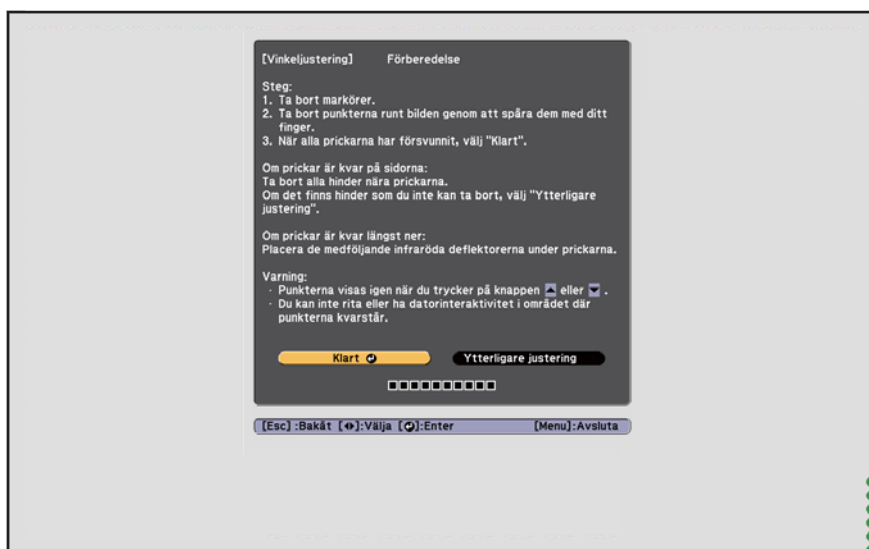 [Vinkeljustering] Förberedelse
Steg:
1. Ta bort markörer.
2. Ta bort punkterna runt bilden genom att spåra dem med ditt
finger.
3. När alla prickarna har försvunnit, välj "Klart".
Om prickar är kvar på sidorna:
Ta bort alla hinder nära prickarna.
Om det finns hinder som du inte kan ta bort, välj "Ytterligare
justering".
Om prickar är kvar längst ner:
Placera de medföljande infraröda deflektorerna under prickarna.
Varning:
· Punkterna visas igen när du trycker på knappen ▲ eller ▼ .
· Du kan inte rita eller ha datorinteraktivitet i området där
punkterna kvarstår.
Klart Ytterligare justering
[Esc] :Bakåt [◂▸]:Välja [⏎]:Enter [Menu]:Avsluta